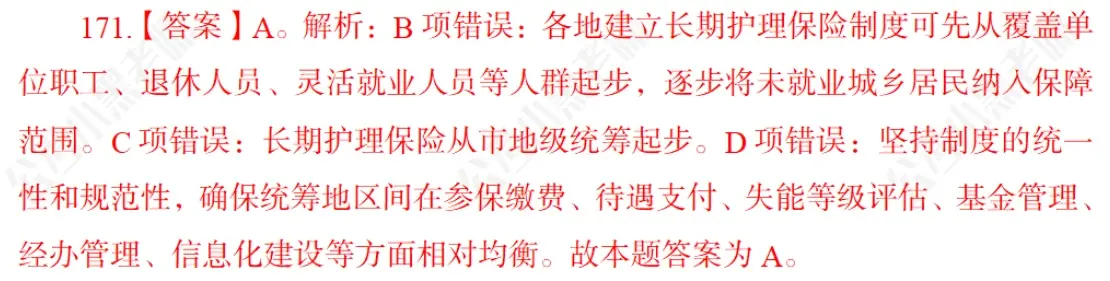 171.【答案】A。解析：B 项错误：各地建立长期护理保险制度可先从覆盖单
位职工、退休人员、灵活就业人员等人群起步，逐步将未就业城乡居民纳入保障
范围。C 项错误：长期护理保险从市地级统筹起步。D 项错误：坚持制度的统一
性和规范性，确保统筹地区间在参保缴费、待遇支付、失能等级评估、基金管理、
经办管理、信息化建设等方面相对均衡。故本题答案为 A。